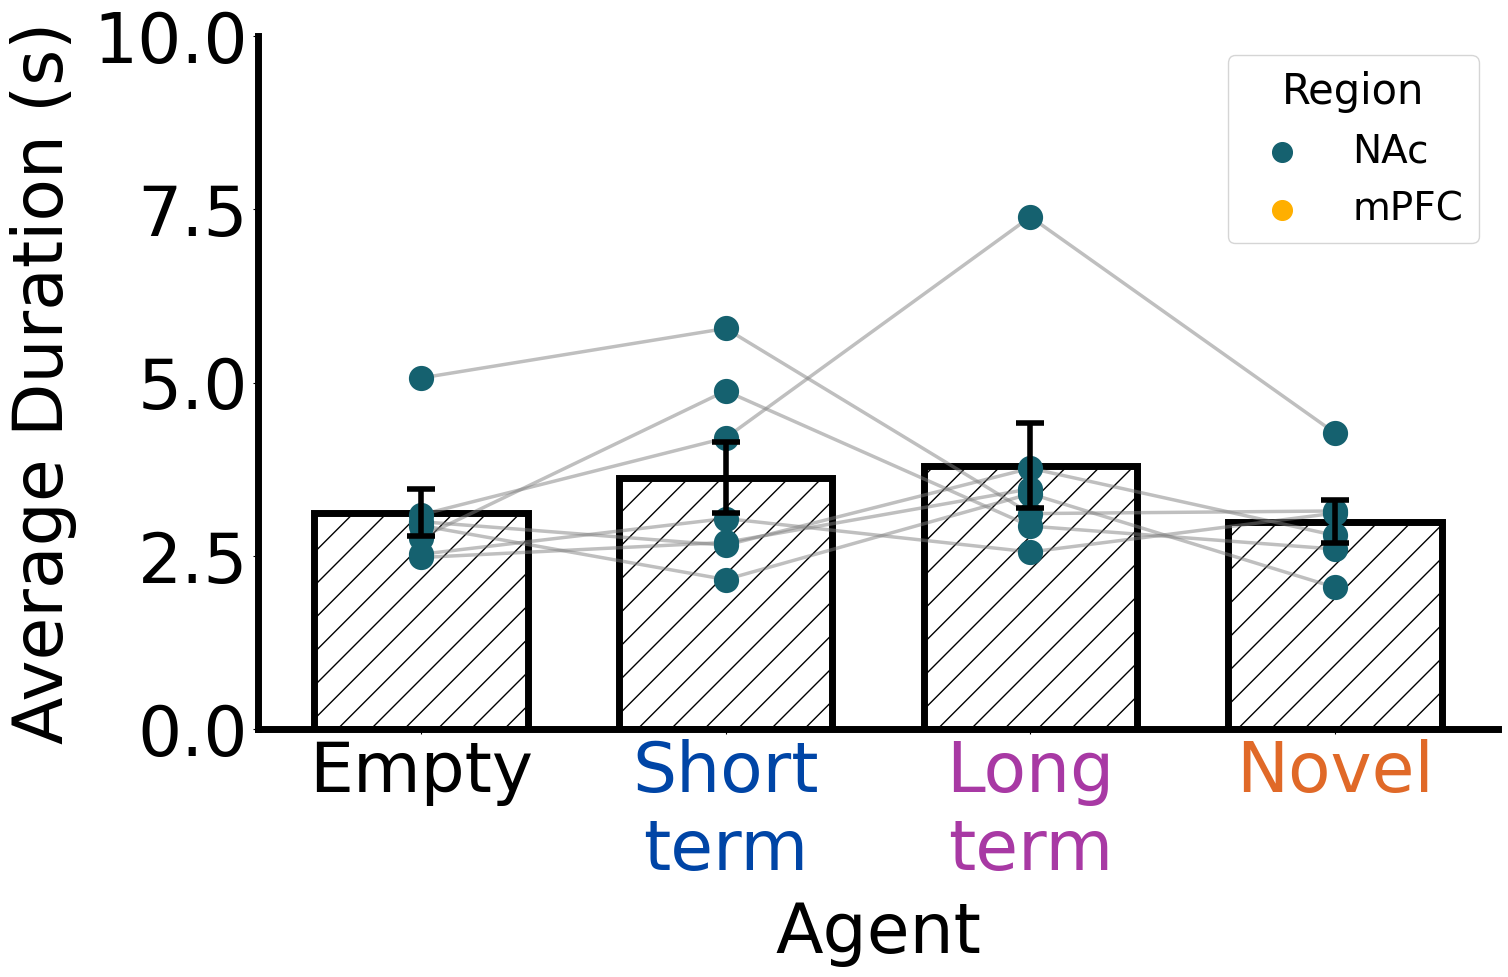 Average Duration (s)
10.0
7.5
5.0
2.5
0.0
Region
NAc
mPFC
Empty
Short
term
Long
term
Novel
Agent